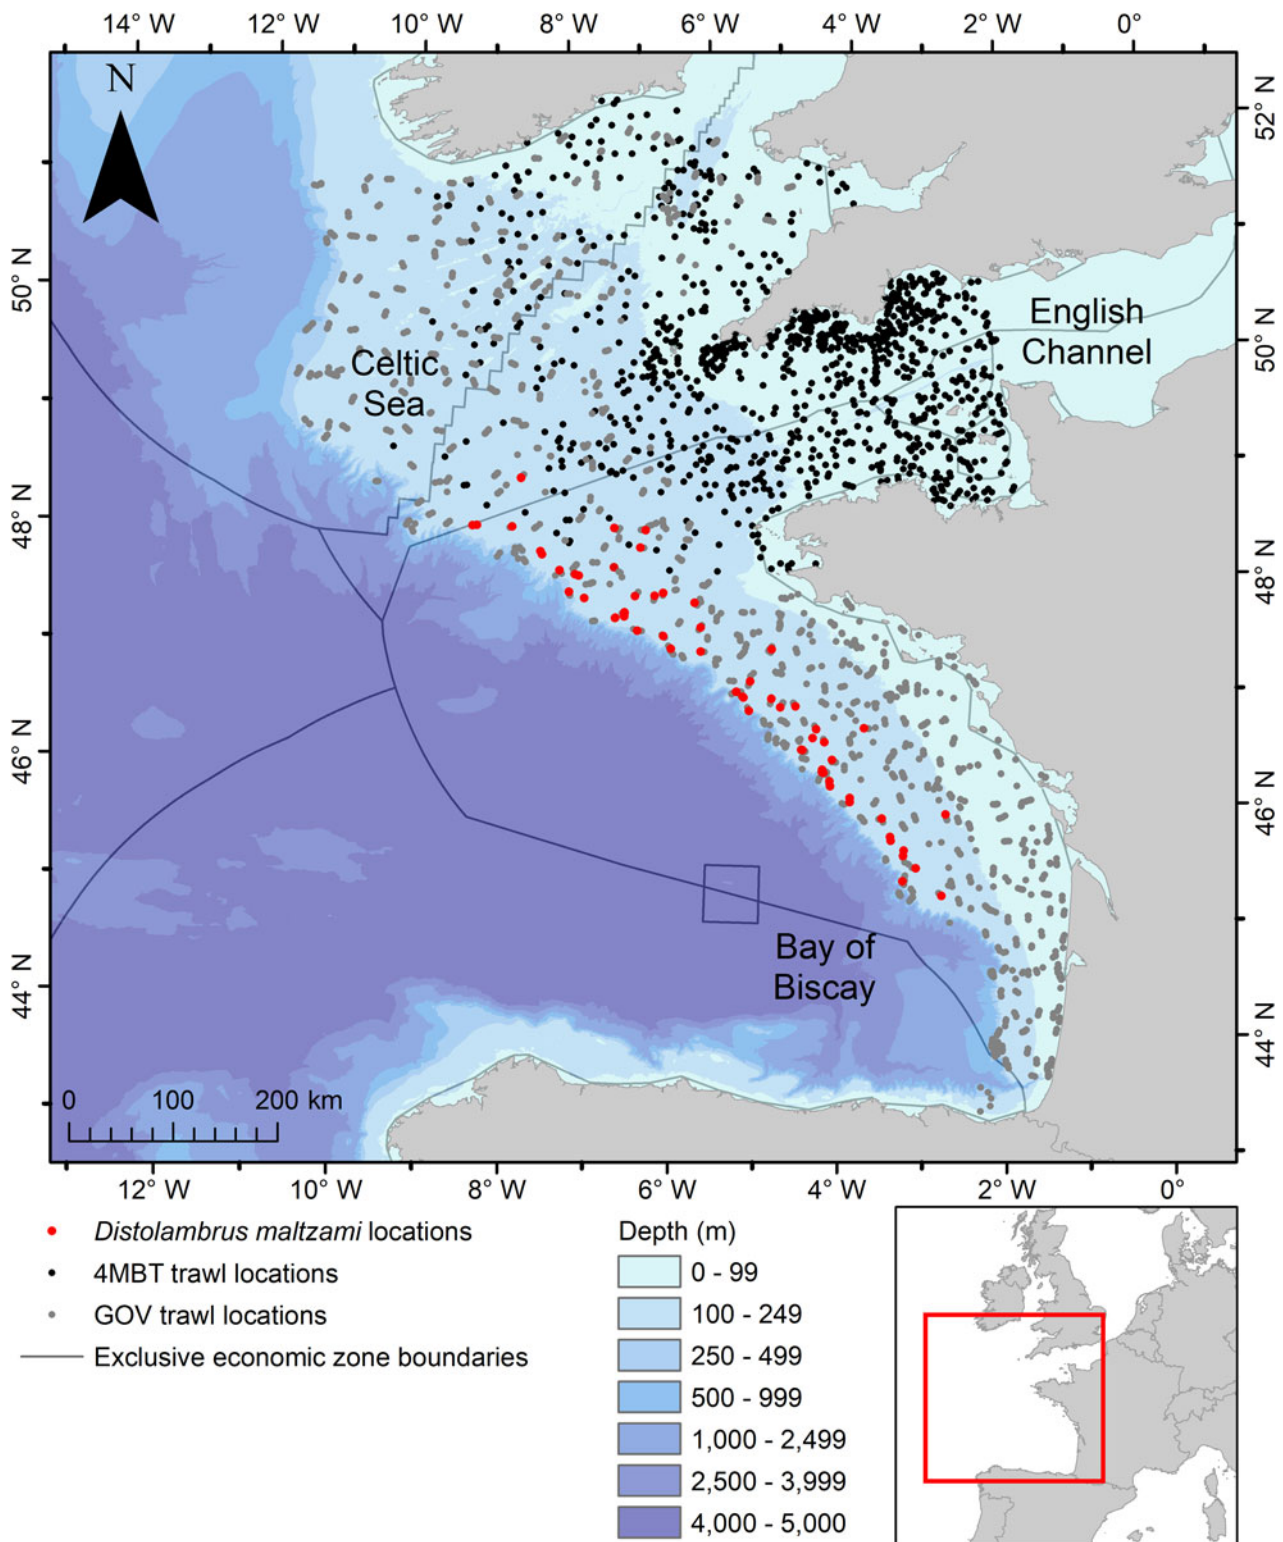 14° W 12° W 10° W 8° W 6° W 4° W 2° W 0°
N
52° N
50° N
50° N
English
Channel
Celtic
Sea
48° N
48° N
46° N
46° N
Bay of
Biscay
44° N
44° N
0 100 200 km
12° W 10° W 8° W 6° W 4° W 2° W 0°
Distolambrus maltzami locations
4MBT trawl locations
GOV trawl locations
Exclusive economic zone boundaries
Depth (m)
0 - 99
100 - 249
250 - 499
500 - 999
1,000 - 2,499
2,500 - 3,999
4,000 - 5,000